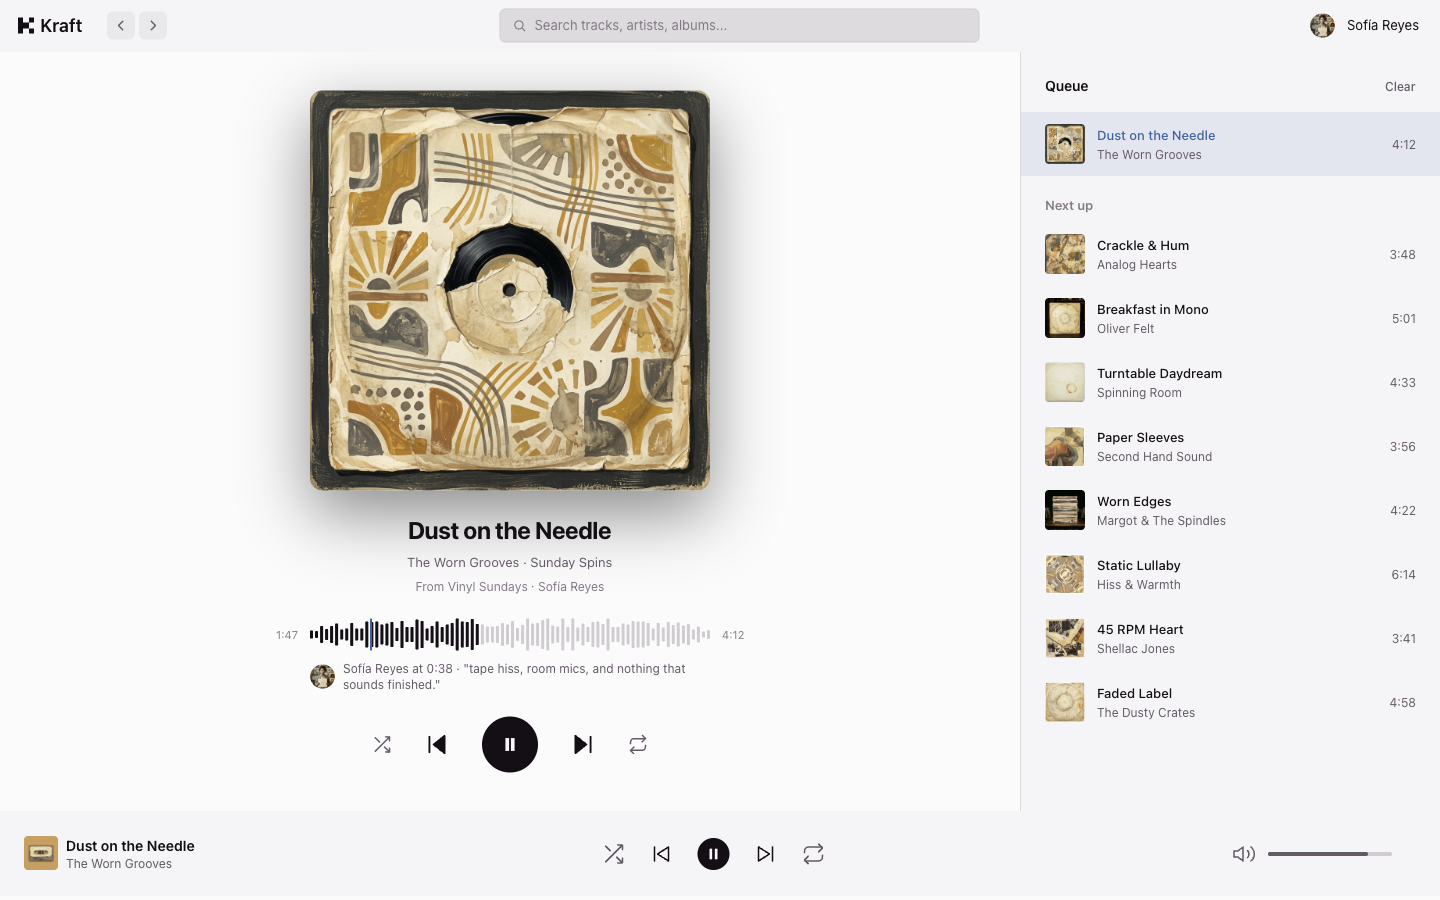 Kraft
Search tracks, artists, albums...
Sofía Reyes
Dust on the Needle
The Worn Grooves · Sunday Spins
From Vinyl Sundays · Sofía Reyes
1:47
4:12
Sofía Reyes at 0:38 · "tape hiss, room mics, and nothing that
sounds finished."
Queue
Clear
Dust on the Needle
The Worn Grooves
4:12
Next up
Crackle & Hum
Analog Hearts
3:48
Breakfast in Mono
Oliver Felt
5:01
Turntable Daydream
Spinning Room
4:33
Paper Sleeves
Second Hand Sound
3:56
Worn Edges
Margot & The Spindles
4:22
Static Lullaby
Hiss & Warmth
6:14
45 RPM Heart
Shellac Jones
3:41
Faded Label
The Dusty Crates
4:58
Dust on the Needle
The Worn Grooves